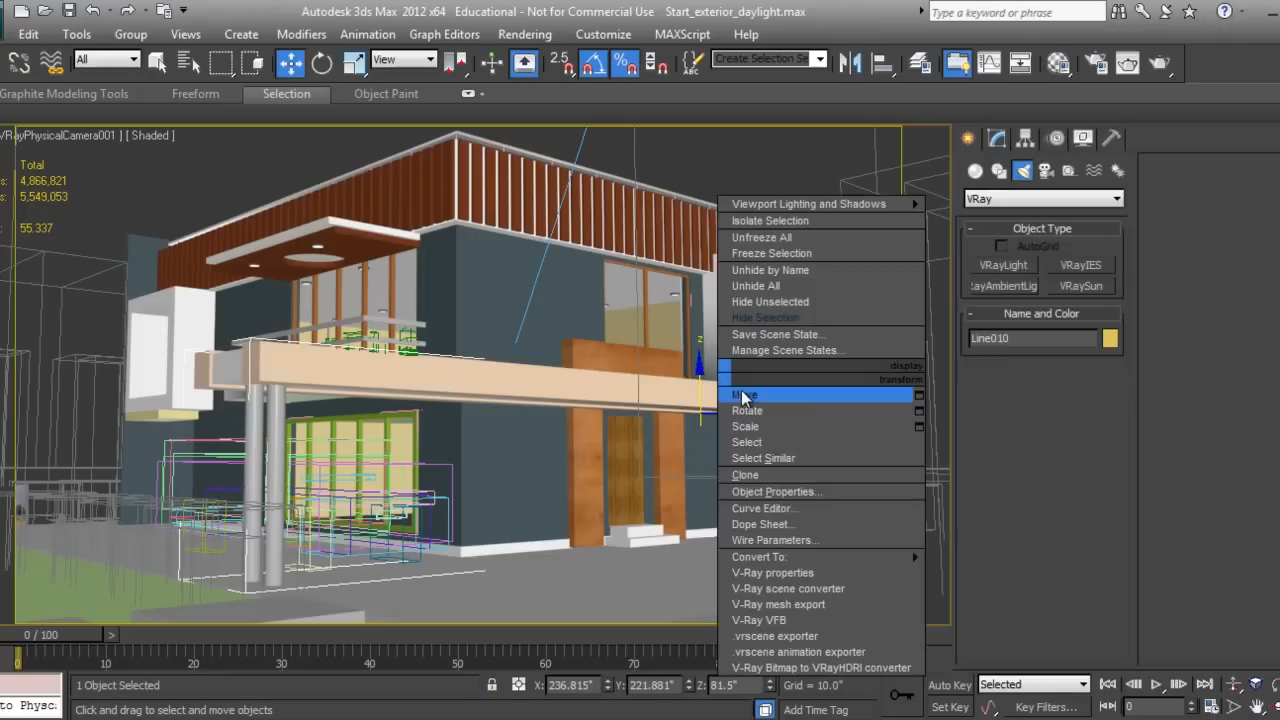 Autodesk 3ds Max 2012 x64 Educational - Not for Commercial Use Start_exterior_daylight.max
Type a keyword or phrase
Edit Tools Group Views Create Modifiers Animation Graph Editors Rendering Customize MAXScript Help
All View 2.5 Create Selection Se
Graphite Modeling Tools Freeform Selection Object Paint
VRayPhysicalCamera001 ] [ Shaded ]
Total
s: 4,866,821
s: 5,549,053
55.337
z
Viewport Lighting and Shadows
Isolate Selection
Unfreeze All
Freeze Selection
Unhide by Name
Unhide All
Hide Unselected
Hide Selection
Save Scene State...
Manage Scene States...
display
transform
Move
Rotate
Scale
Select
Select Similar
Clone
Object Properties...
Curve Editor...
Dope Sheet...
Wire Parameters...
Convert To:
V-Ray properties
V-Ray scene converter
V-Ray mesh export
V-Ray VFB
.vrscene exporter
.vrscene animation exporter
V-Ray Bitmap to VRayHDRI converter
VRay
- Object Type
AutoGrid
VRayLight VRayIES
RayAmbientLig VRaySun
- Name and Color
Line010
0 / 100 >
0 10 20 30 40 50 60 70
1 Object Selected X: 236.815" Y: 221.881" Z: 81.5" Grid = 10.0" Auto Key Selected
to Physc Click and drag to select and move objects Add Time Tag Set Key Key Filters... 0